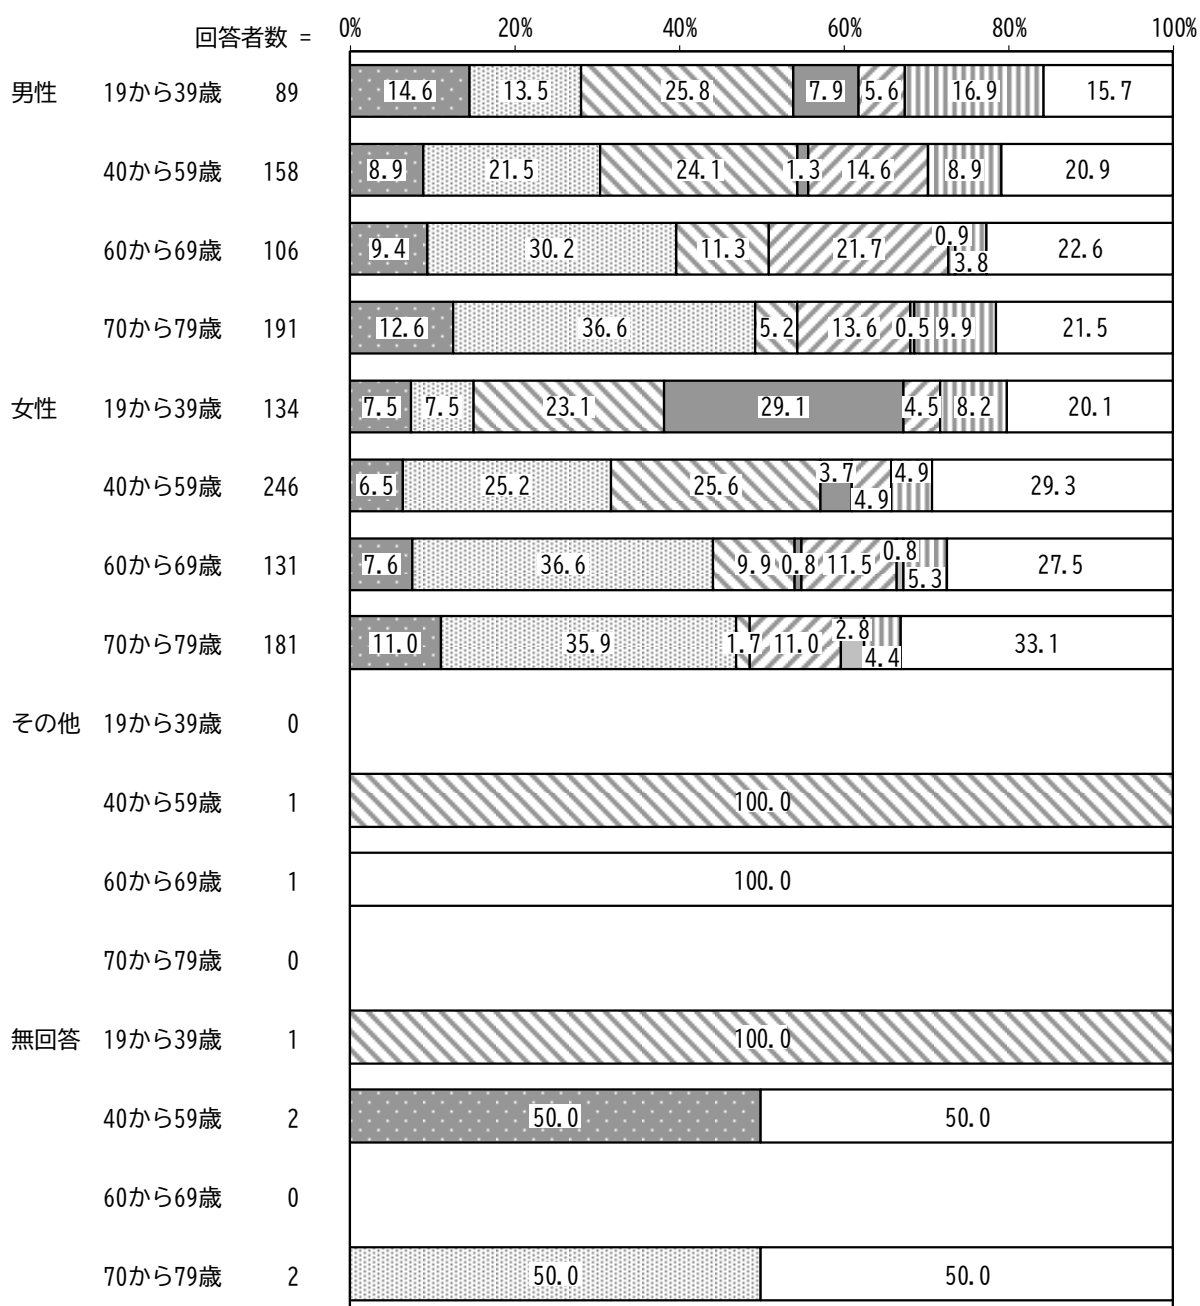 回答者数 = 0% 20% 40% 60% 80% 100%
男性 19から39歳 89 14.6 13.5 25.8 7.9 5.6 16.9 15.7
40から59歳 158 8.9 21.5 24.1 1.3 14.6 8.9 20.9
60から69歳 106 9.4 30.2 11.3 21.7 0.9 3.8 22.6
70から79歳 191 12.6 36.6 5.2 13.6 0.5 9.9 21.5
女性 19から39歳 134 7.5 7.5 23.1 29.1 4.5 8.2 20.1
40から59歳 246 6.5 25.2 25.6 3.7 4.9 4.9 29.3
60から69歳 131 7.6 36.6 9.9 0.8 11.5 0.8 5.3 27.5
70から79歳 181 11.0 35.9 1.7 11.0 2.8 4.4 33.1
その他 19から39歳 0
40から59歳 1 100.0
60から69歳 1 100.0
70から79歳 0
無回答 19から39歳 1 100.0
40から59歳 2 50.0 50.0
60から69歳 0
70から79歳 2 50.0 50.0